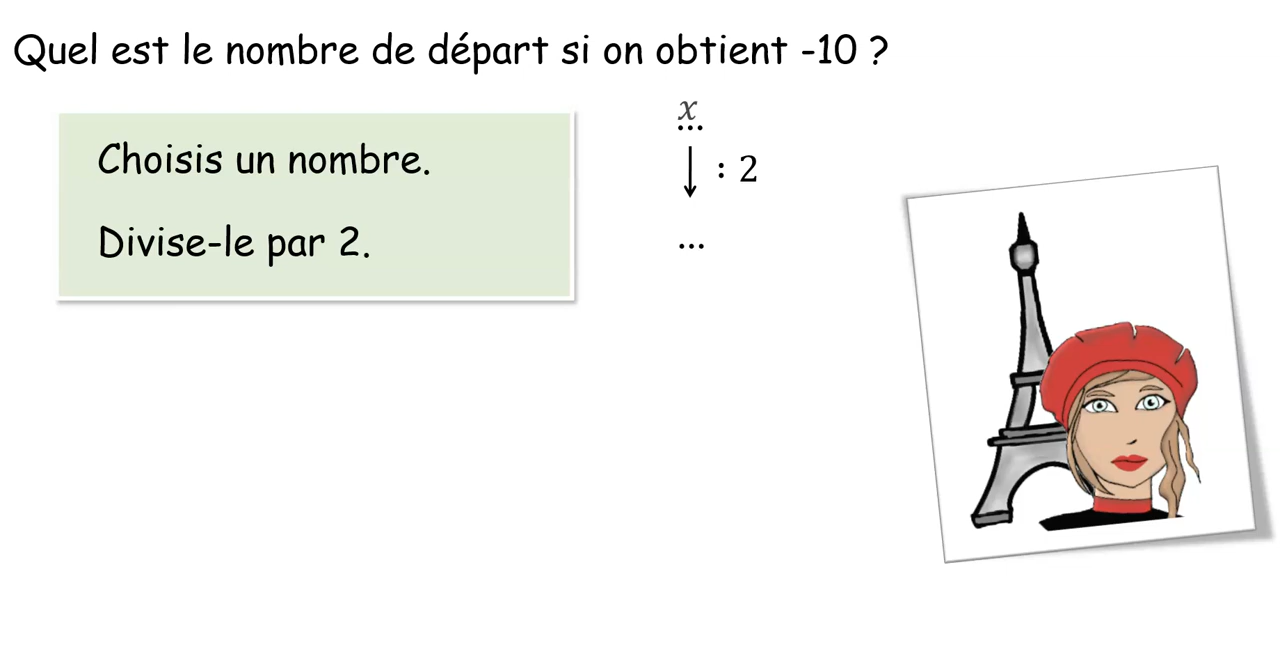 Quel est le nombre de départ si on obtient -10 ?
Choisis un nombre.
Divise-le par 2.
x
...
: 2
...